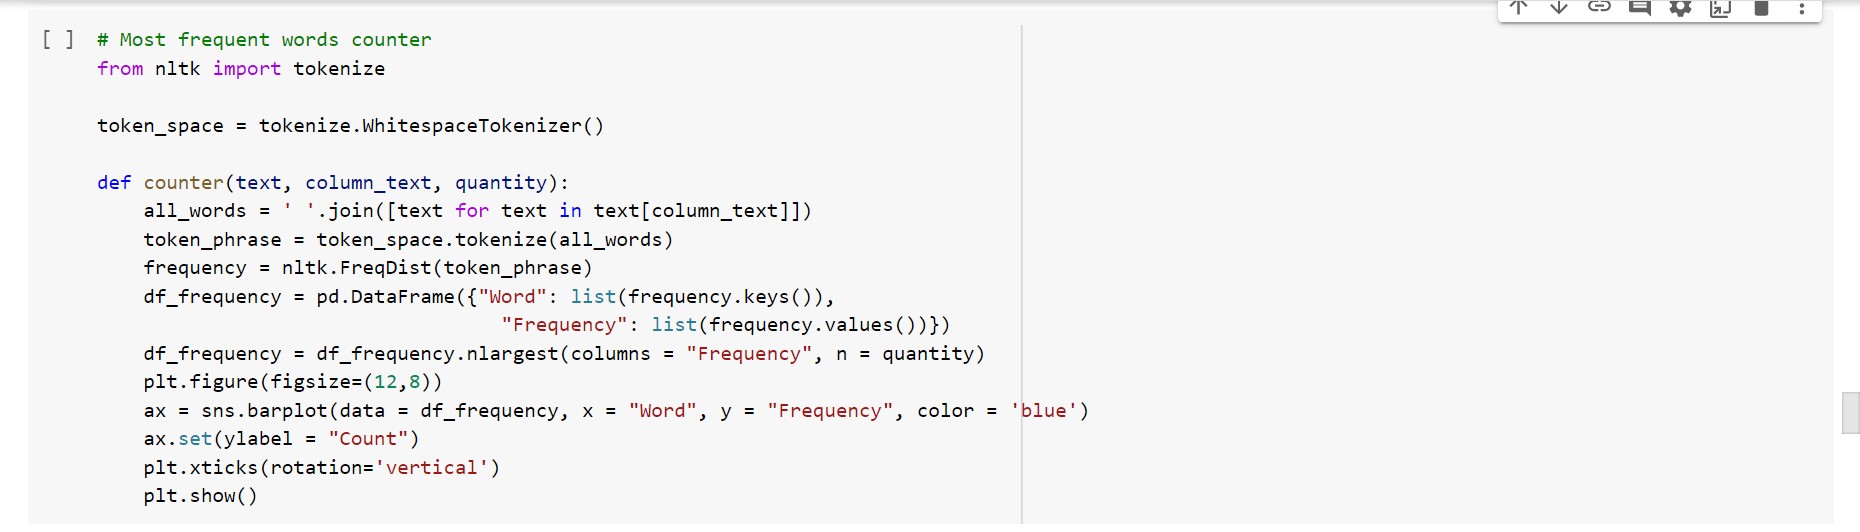 [ ] # Most frequent words counter
from nltk import tokenize

token_space = tokenize.WhitespaceTokenizer()

def counter(text, column_text, quantity):
    all_words = ' '.join([text for text in text[column_text]])
    token_phrase = token_space.tokenize(all_words)
    frequency = nltk.FreqDist(token_phrase)
    df_frequency = pd.DataFrame({"Word": list(frequency.keys()),
                                   "Frequency": list(frequency.values())})
    df_frequency = df_frequency.nlargest(columns = "Frequency", n = quantity)
    plt.figure(figsize=(12,8))
    ax = sns.barplot(data = df_frequency, x = "Word", y = "Frequency", color = 'blue')
    ax.set(ylabel = "Count")
    plt.xticks(rotation='vertical')
    plt.show()